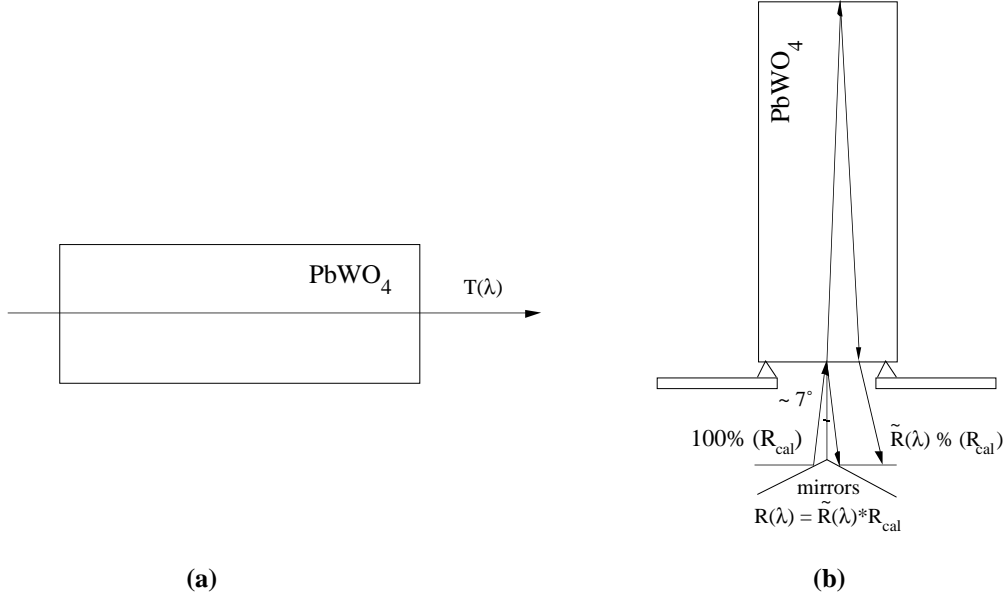 PbWO4
T(λ)
(a)
PbWO4
~ 7°
100% (Rcal)
R̃(λ) % (Rcal)
mirrors
R(λ) = R̃(λ)*Rcal
(b)